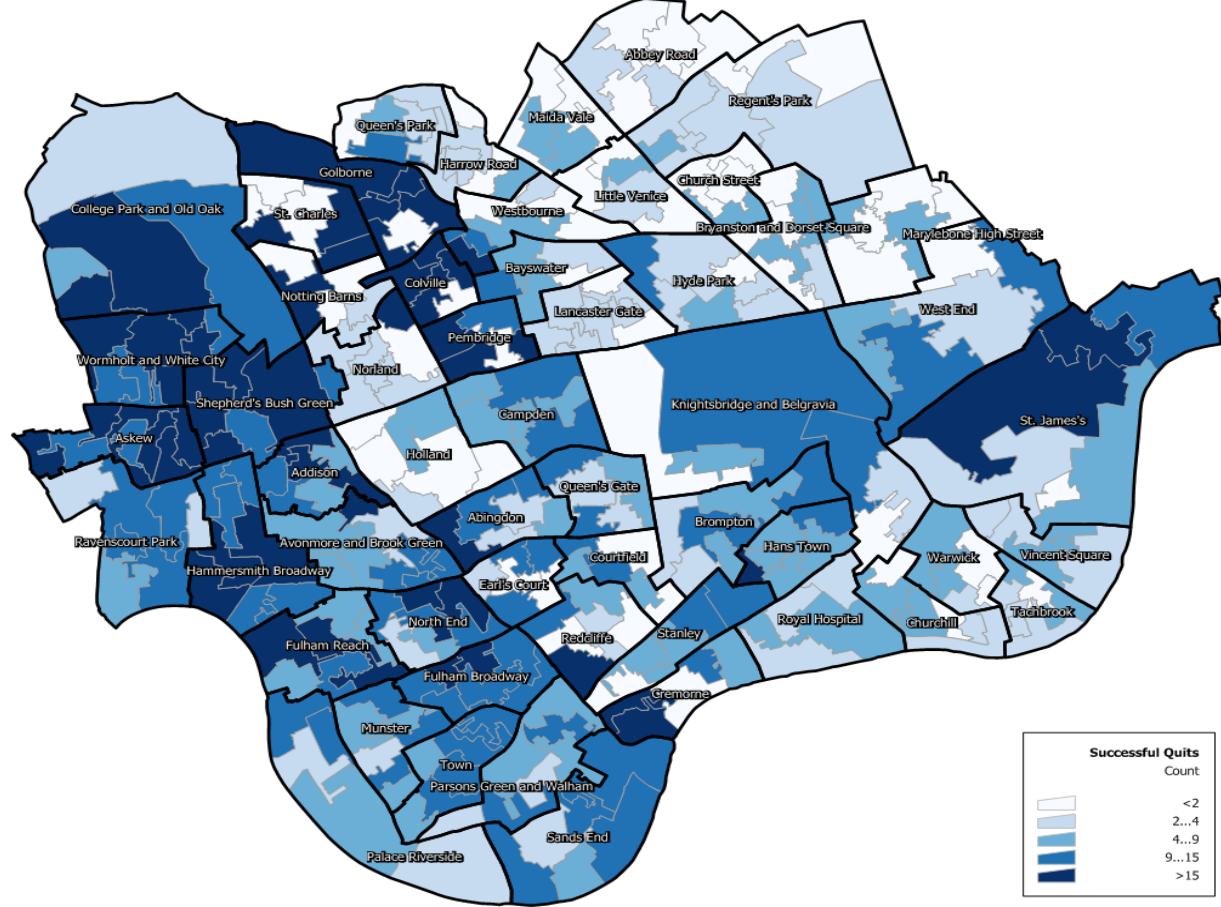 Abbey Road
Regent's Park
Maida Vale
Queen's Park
Harrow Road
Golborne
Church Street
Little Venice
College Park and Old Oak
St. Charles
Westbourne
Bryanston and Dorset Square
Marylebone High Street
Bayswater
Colville
Hyde Park
Notting Barns
Lancaster Gate
West End
Pembridge
Wormholt and White City
Norland
Shepherd's Bush Green
Knightsbridge and Belgravia
Campden
St. James's
Askew
Holland
Addison
Queen's Gate
Abingdon
Brompton
Ravenscourt Park
Avonmore and Brook Green
Hans Town
Courtfield
Warwick
Vincent Square
Hammersmith Broadway
Earl's Court
Tachbrook
North End
Royal Hospital
Churchill
Stanley
Redcliffe
Fulham Reach
Fulham Broadway
Cremorne
Munster
Town
Parsons Green and Walham
Sands End
Palace Riverside
Successful Quits
Count
<2
2...4
4...9
9...15
>15